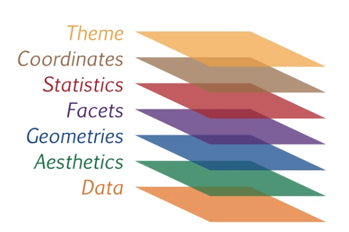 Theme
Coordinates
Statistics
Facets
Geometries
Aesthetics
Data